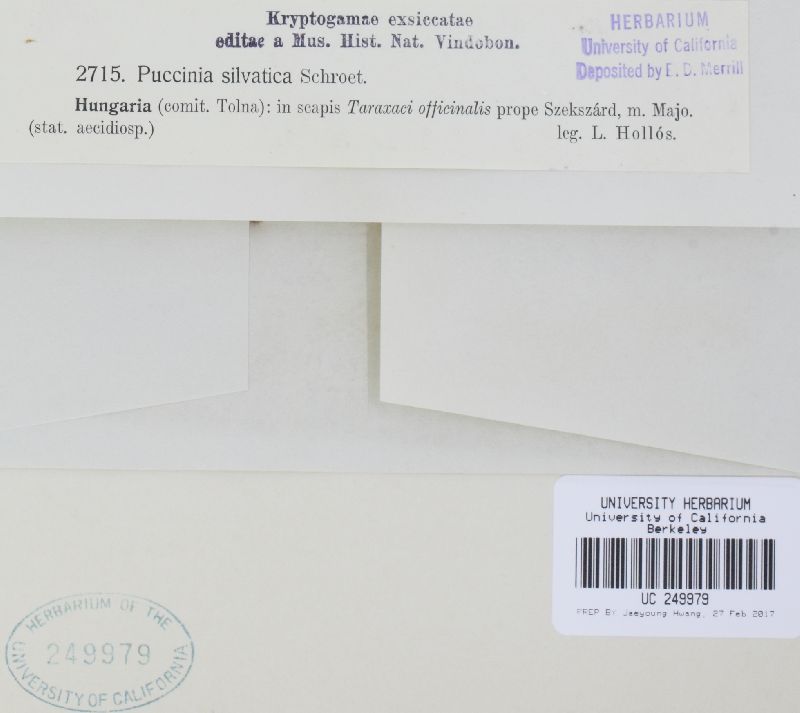 Kryptogamae exsiccatae
editae a Mus. Hist. Nat. Vindobon.
HERBARIUM
University of California
Deposited by E. D. Merrill
2715. Puccinia silvatica Schroet.
Hungaria (comit. Tolna): in scapis Taraxaci officinalis prope Szekszárd, m. Majo.
(stat. aecidiosp.) leg. L. Hollós.
UNIVERSITY HERBARIUM
University of California
Berkeley
UC 249979
PREP BY Jaeyoung Hwang, 27 Feb 2017
HERBARIUM OF THE
249979
UNIVERSITY OF CALIFORNIA